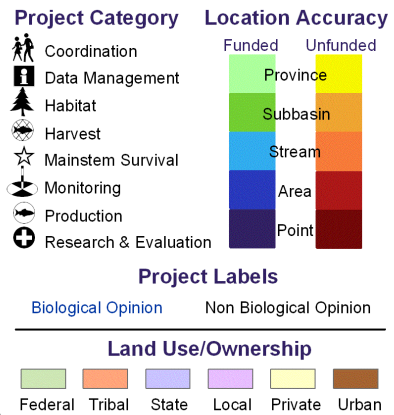 Project Category
Location Accuracy
Funded Unfunded
Coordination
Data Management
Habitat
Harvest
Mainstem Survival
Monitoring
Production
Research & Evaluation
Province
Subbasin
Stream
Area
Point
Project Labels
Biological Opinion Non Biological Opinion
Land Use/Ownership
Federal Tribal State Local Private Urban